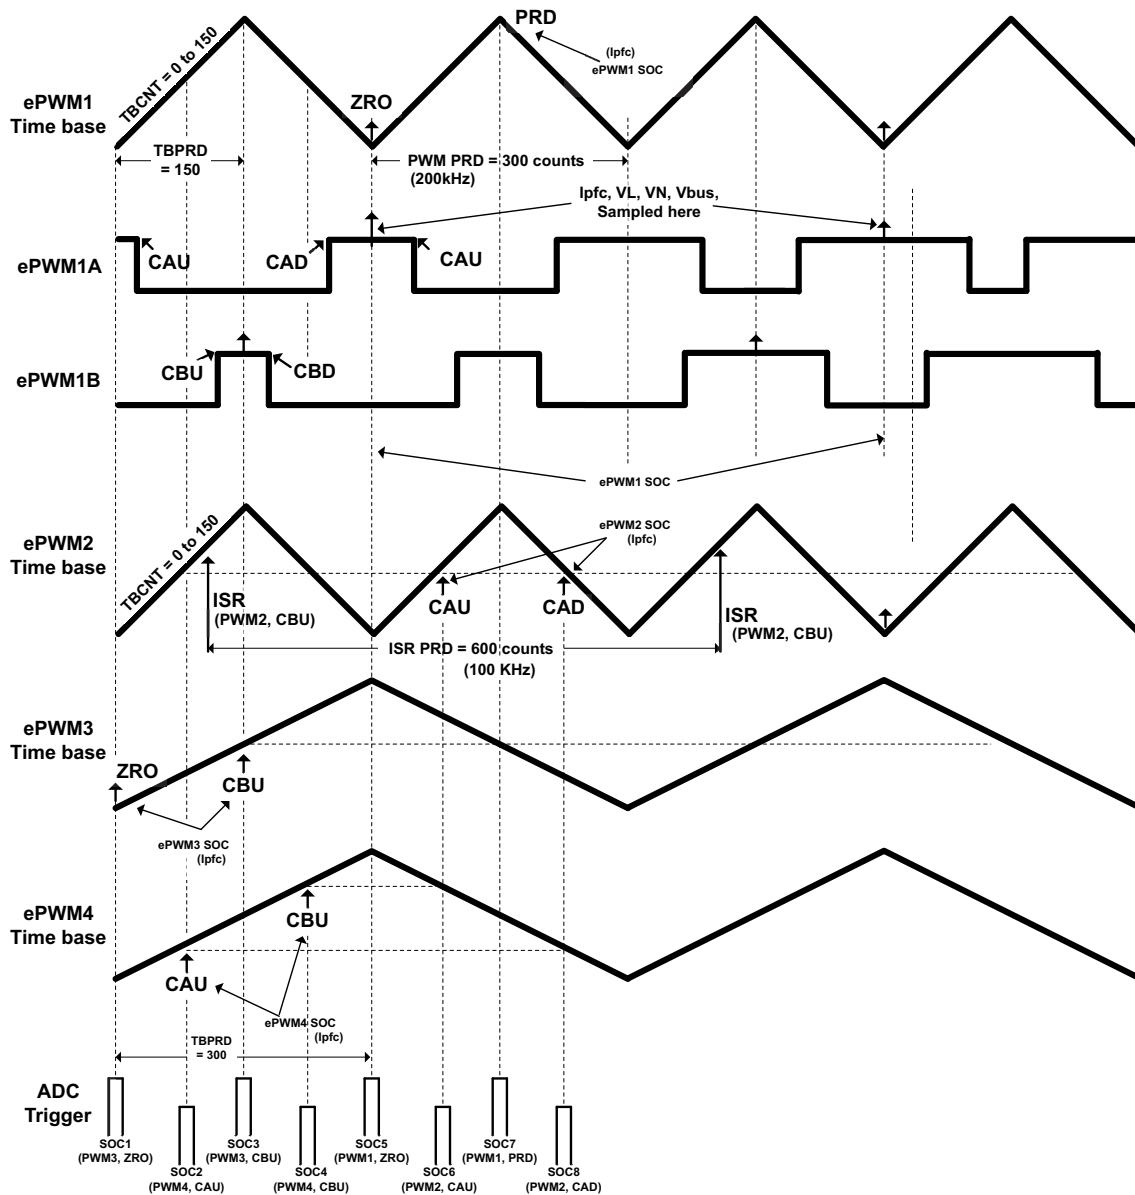 PRD
(Ipfc)
ePWM1 SOC
TBCNT = 0 to 150
ePWM1
Time base
ZRO
TBPRD
= 150
PWM PRD = 300 counts
(200kHz)
Ipfc, VL, VN, Vbus,
Sampled here
ePWM1A
CAU
CAD
CAU
ePWM1B
CBU
CBD
ePWM1 SOC
ePWM2
Time base
TBCNT = 0 to 150
ePWM2 SOC
(Ipfc)
ISR
(PWM2, CBU)
CAU
CAD
ISR
(PWM2, CBU)
ISR PRD = 600 counts
(100 KHz)
ePWM3
Time base
ZRO
CBU
ePWM3 SOC
(Ipfc)
ePWM4
Time base
CBU
CAU
ePWM4 SOC
(Ipfc)
TBPRD
= 300
ADC
Trigger
SOC1
(PWM3, ZRO)
SOC2
(PWM4, CAU)
SOC3
(PWM3, CBU)
SOC4
(PWM4, CBU)
SOC5
(PWM1, ZRO)
SOC6
(PWM2, CAU)
SOC7
(PWM1, PRD)
SOC8
(PWM2, CAD)